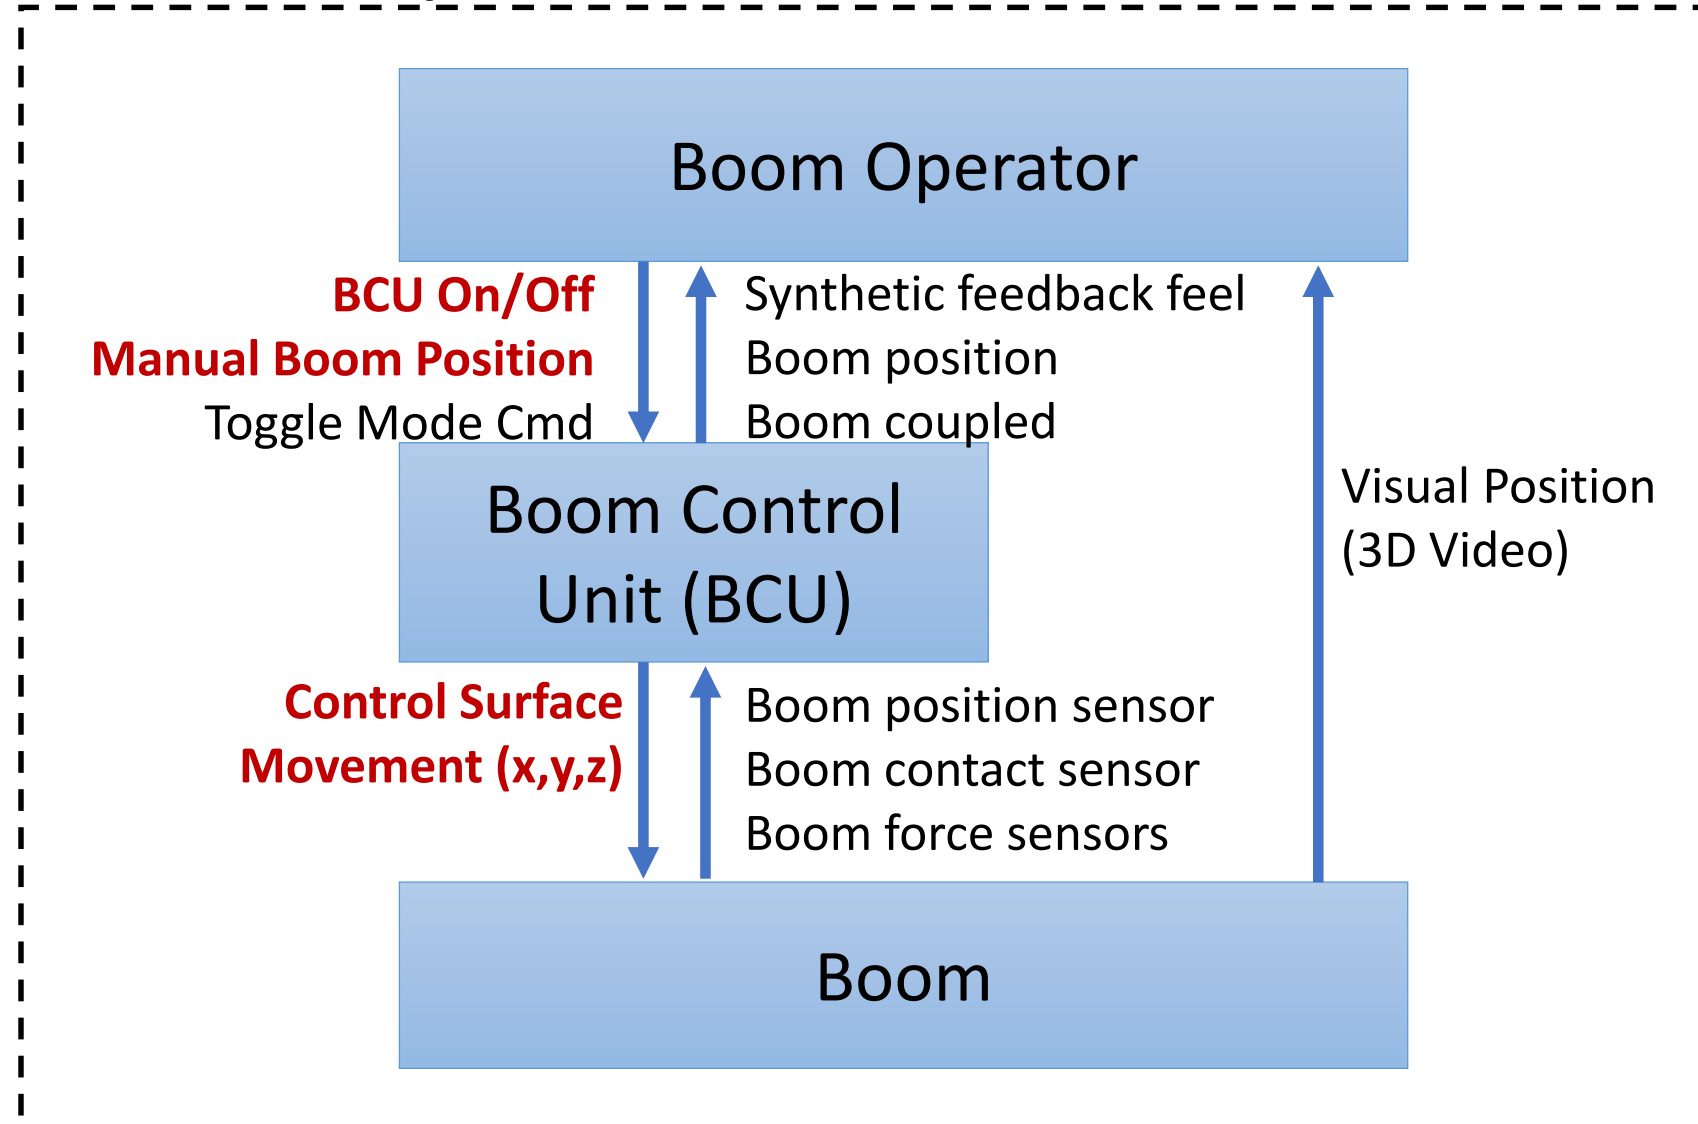 Boom Operator
BCU On/Off
Manual Boom Position
Toggle Mode Cmd
Synthetic feedback feel
Boom position
Boom coupled
Visual Position
(3D Video)
Boom Control
Unit (BCU)
Control Surface
Movement (x,y,z)
Boom position sensor
Boom contact sensor
Boom force sensors
Boom